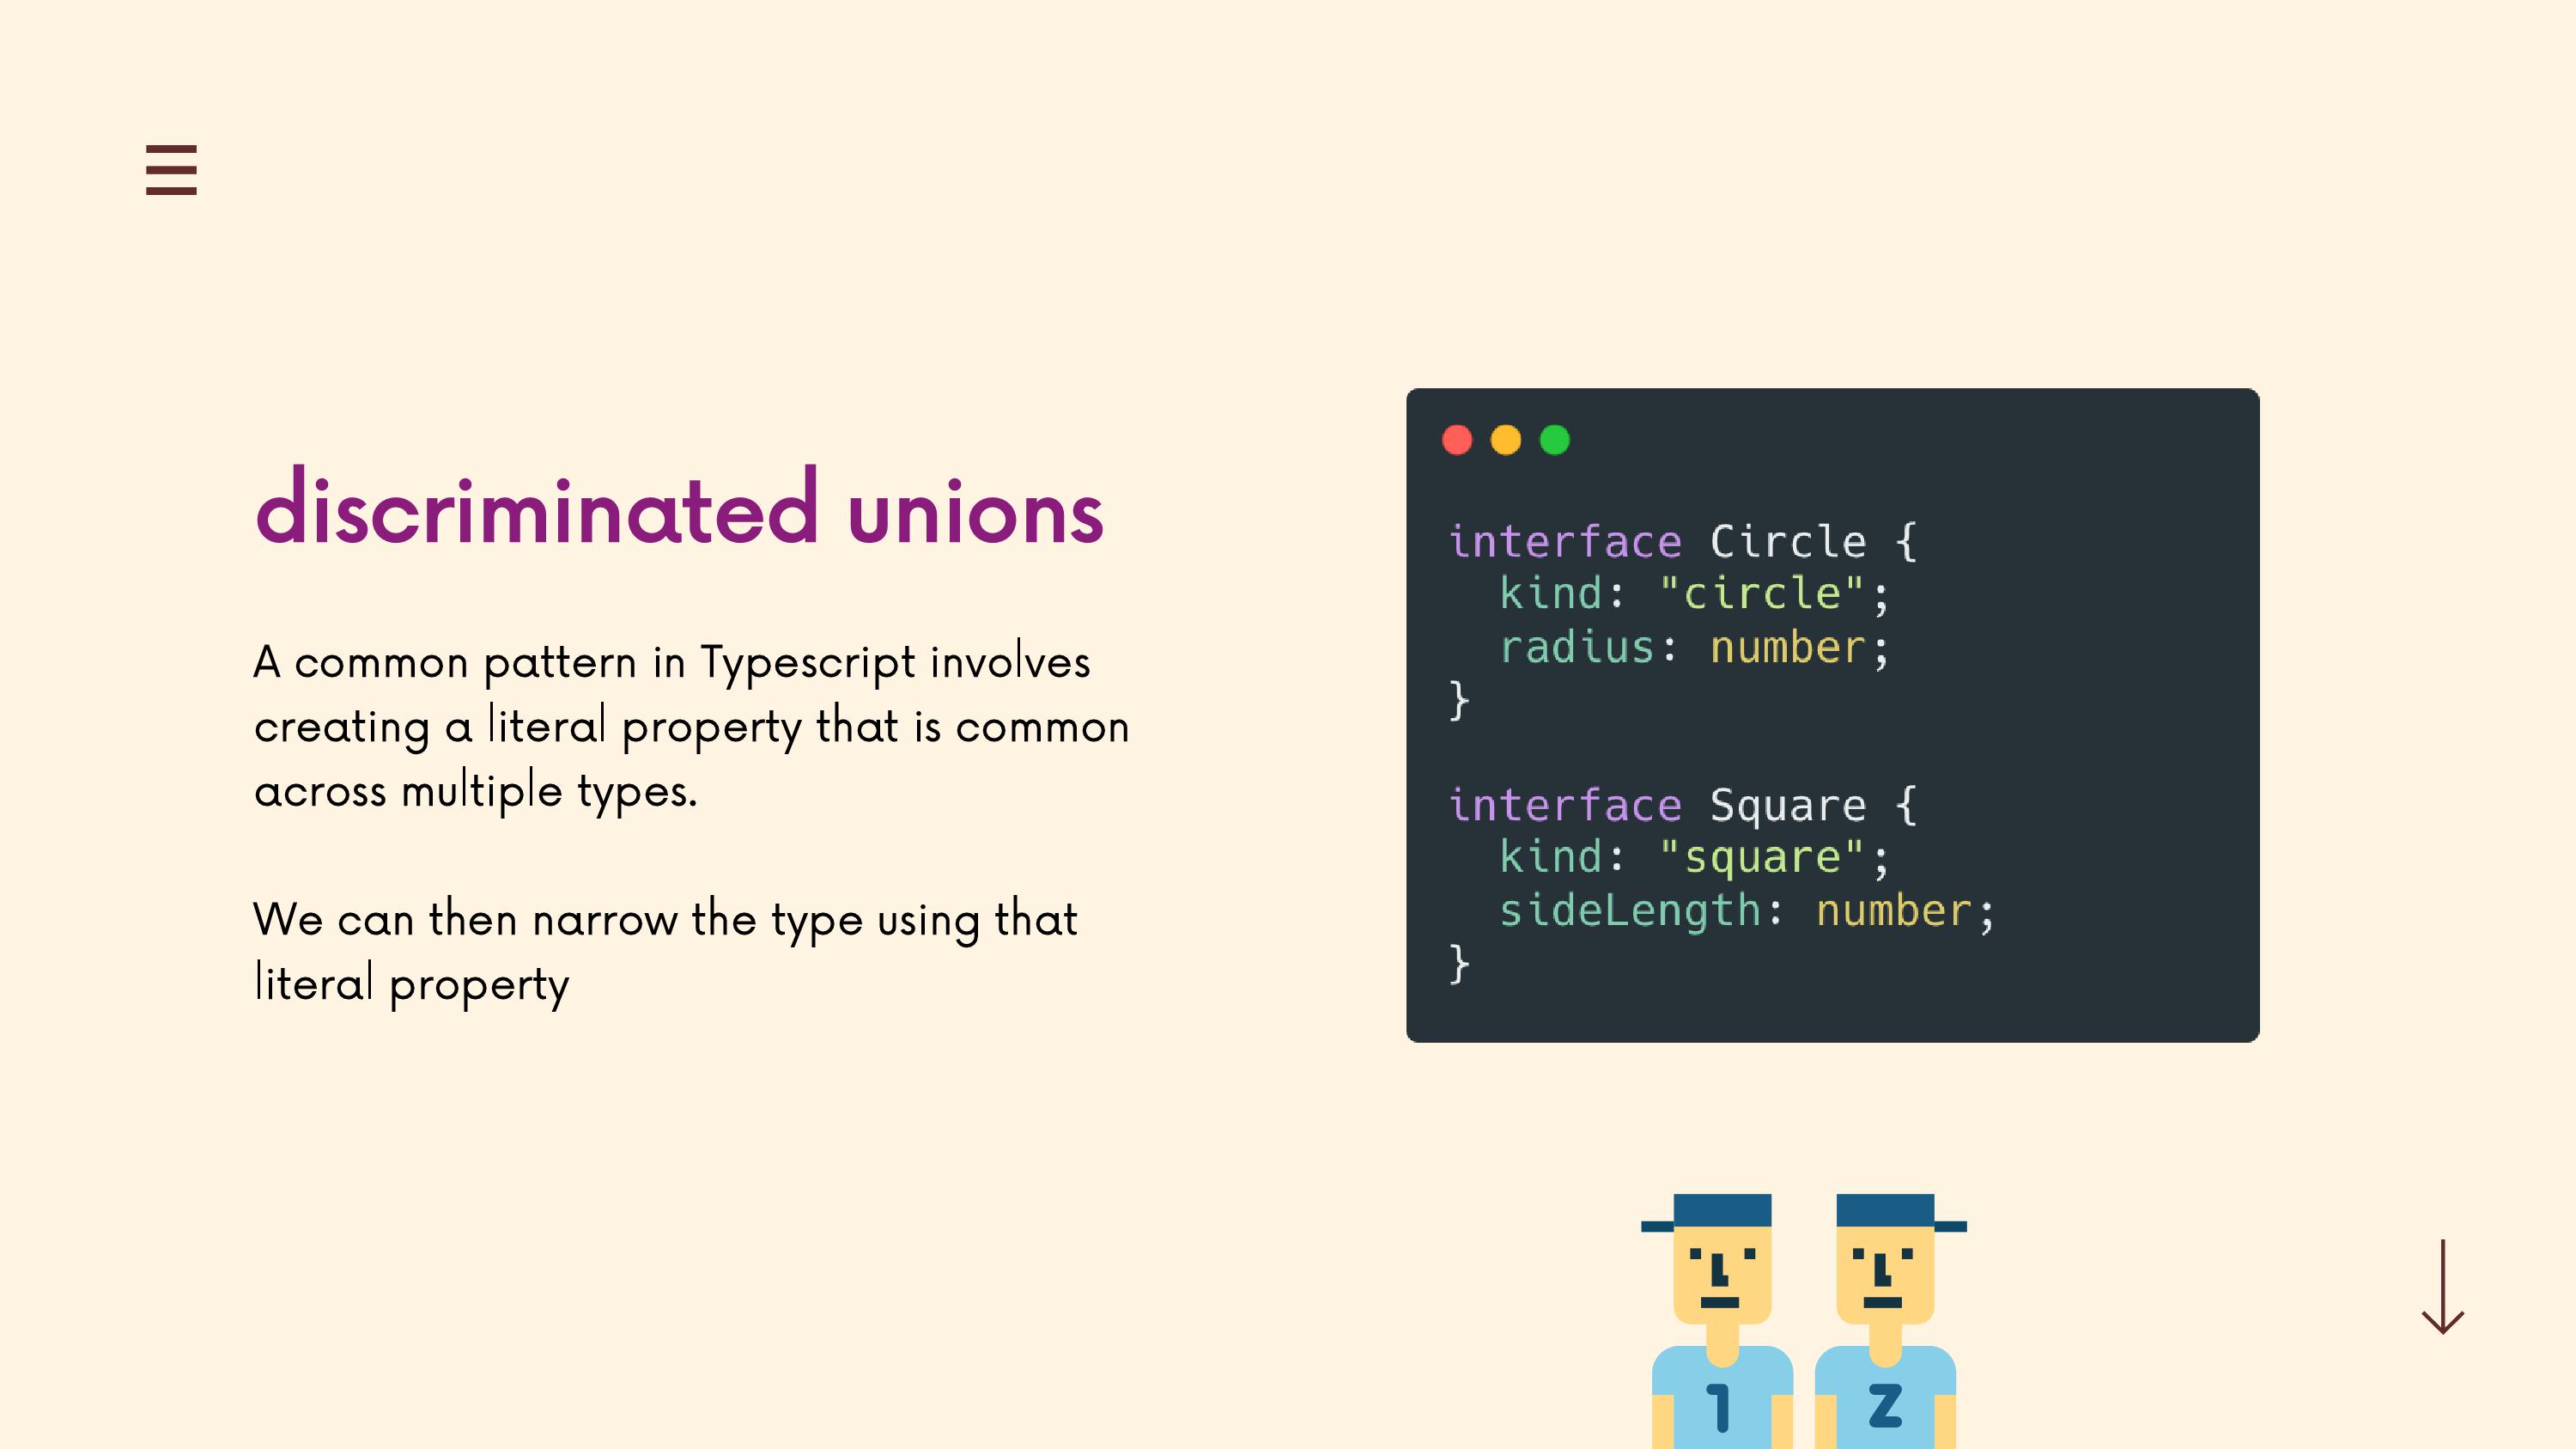 discriminated unions
A common pattern in Typescript involves
creating a literal property that is common
across multiple types.
We can then narrow the type using that
literal property
interface Circle {
  kind: "circle";
  radius: number;
}
interface Square {
  kind: "square";
  sideLength: number;
}
1
Z